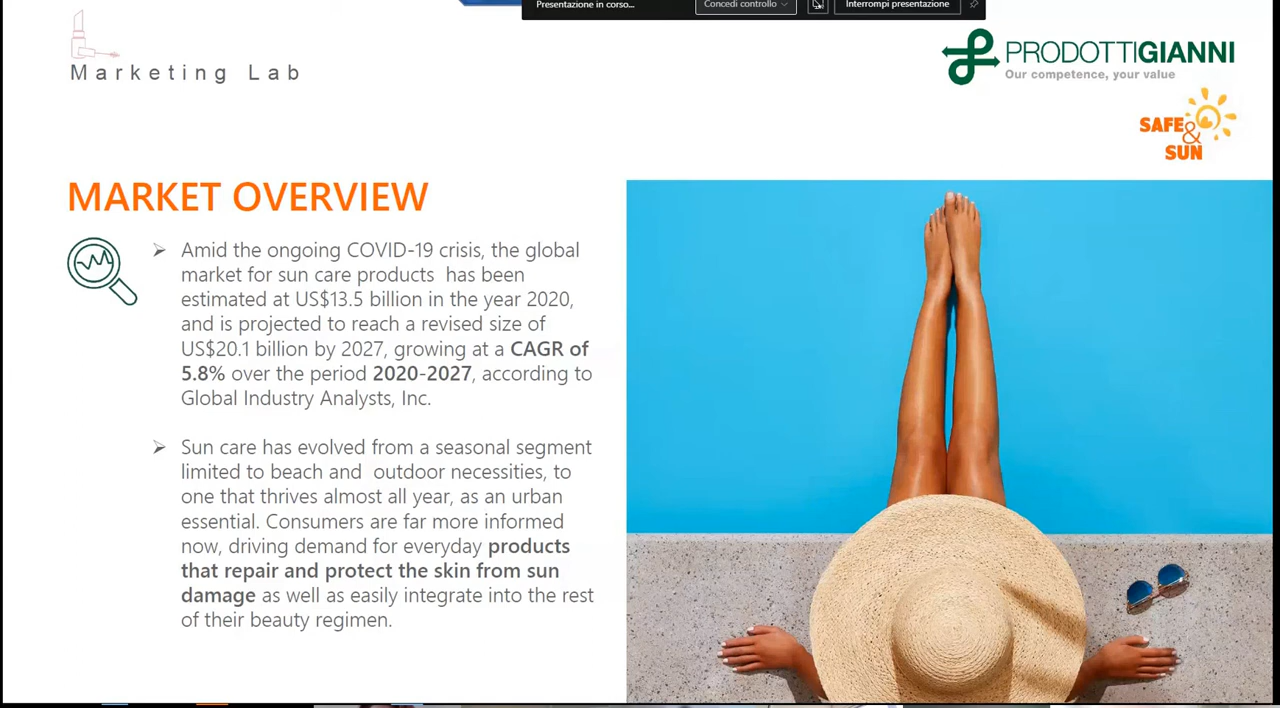 Presentazione in corso...
Concedi controllo
Interrompi presentazione
Marketing Lab
PRODOTTIGIANNI
Our competence, your value
SAFE
&
SUN
MARKET OVERVIEW
Amid the ongoing COVID-19 crisis, the global
market for sun care products has been
estimated at US$13.5 billion in the year 2020,
and is projected to reach a revised size of
US$20.1 billion by 2027, growing at a CAGR of
5.8% over the period 2020-2027, according to
Global Industry Analysts, Inc.
Sun care has evolved from a seasonal segment
limited to beach and outdoor necessities, to
one that thrives almost all year, as an urban
essential. Consumers are far more informed
now, driving demand for everyday products
that repair and protect the skin from sun
damage as well as easily integrate into the rest
of their beauty regimen.